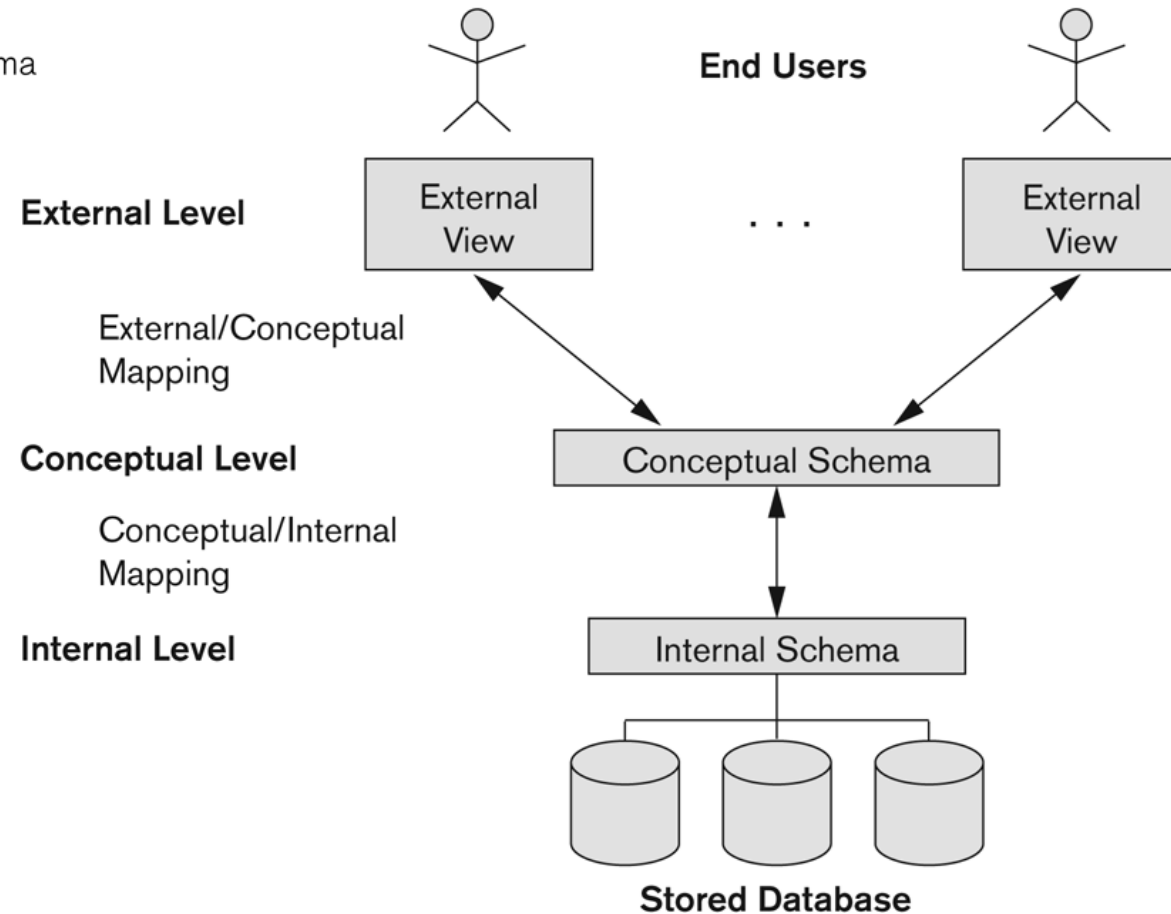 ma
End Users
External Level
External
View
. . .
External
View
External/Conceptual
Mapping
Conceptual Level
Conceptual Schema
Conceptual/Internal
Mapping
Internal Level
Internal Schema
Stored Database